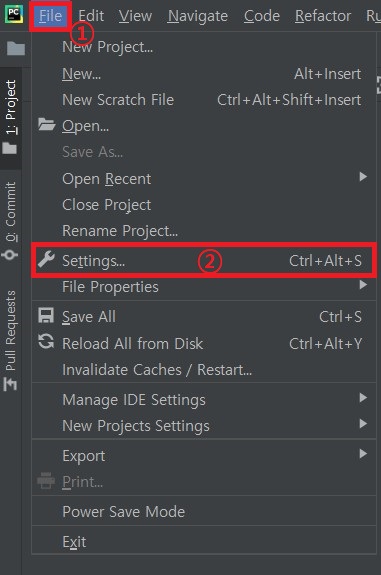 PC File Edit View Navigate Code Refactor
①
New Project...
New... Alt+Insert
New Scratch File Ctrl+Alt+Shift+Insert
Open...
Save As...
Open Recent
Close Project
Rename Project...
Settings... ② Ctrl+Alt+S
File Properties
Save All Ctrl+S
Reload All from Disk Ctrl+Alt+Y
Invalidate Caches / Restart...
Manage IDE Settings
New Projects Settings
Export
Print...
Power Save Mode
Exit
1: Project
0: Commit
Pull Requests